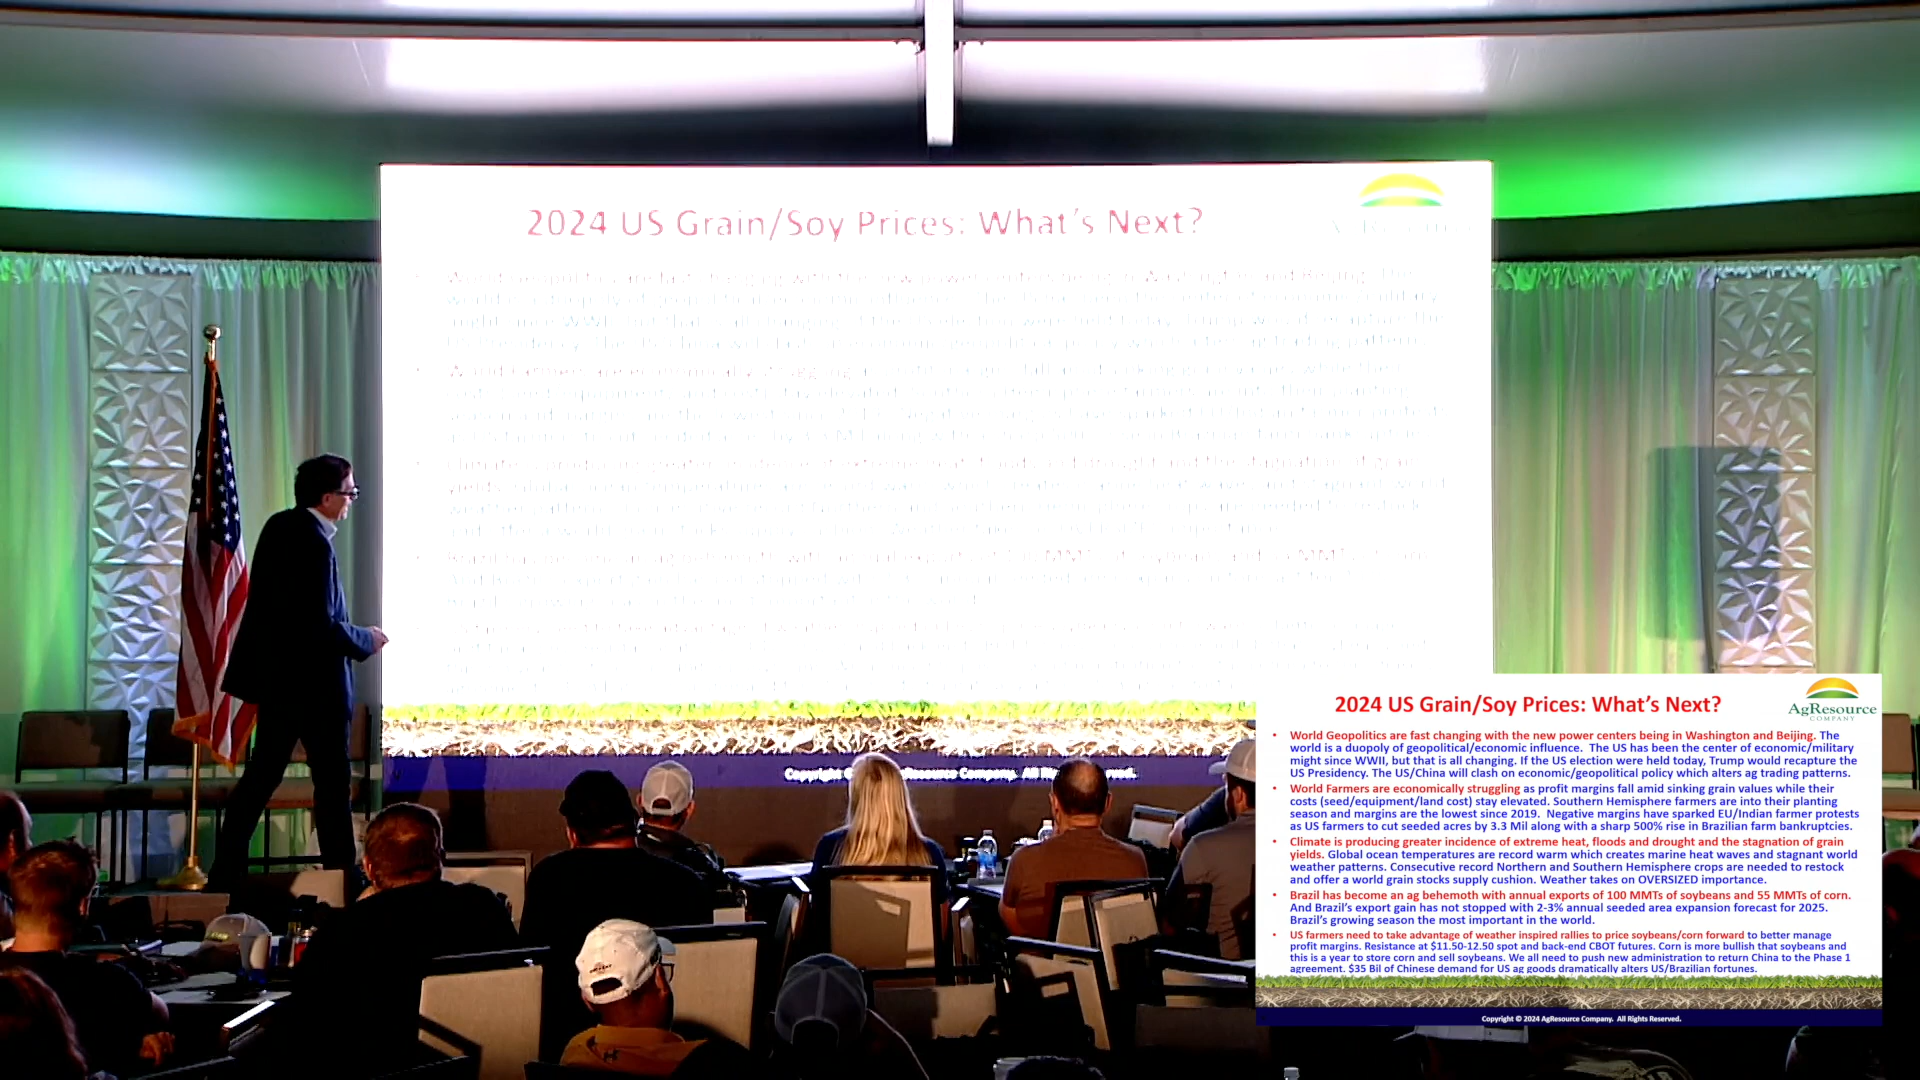 2024 US Grain/Soy Prices: What's Next?
Copyright © 2024 AgResource Company. All Rights Reserved.
2024 US Grain/Soy Prices: What's Next?
AgResource
COMPANY
• World Geopolitics are fast changing with the new power centers being in Washington and Beijing. The
world is a duopoly of geopolitical/economic influence. The US has been the center of economic/military
might since WWII, but that is all changing. If the US election were held today, Trump would recapture the
US Presidency. The US/China will clash on economic/geopolitical policy which alters ag trading patterns.
• World Farmers are economically struggling as profit margins fall amid sinking grain values while their
costs (seed/equipment/land cost) stay elevated. Southern Hemisphere farmers are into their planting
season and margins are the lowest since 2019. Negative margins have sparked EU/Indian farmer protests
as US farmers to cut seeded acres by 3.3 Mil along with a sharp 500% rise in Brazilian farm bankruptcies.
• Climate is producing greater incidence of extreme heat, floods and drought and the stagnation of grain
yields. Global ocean temperatures are record warm which creates marine heat waves and stagnant world
weather patterns. Consecutive record Northern and Southern Hemisphere crops are needed to restock
and offer a world grain stocks supply cushion. Weather takes on OVERSIZED importance.
• Brazil has become an ag behemoth with annual exports of 100 MMTs of soybeans and 55 MMTs of corn.
And Brazil's export gain has not stopped with 2-3% annual seeded area expansion forecast for 2025.
Brazil's growing season the most important in the world.
• US farmers need to take advantage of weather inspired rallies to price soybeans/corn forward to better manage
profit margins. Resistance at $11.50-12.50 spot and back-end CBOT futures. Corn is more bullish that soybeans and
this is a year to store corn and sell soybeans. We all need to push new administration to return China to the Phase 1
agreement. $35 Bil of Chinese demand for US ag goods dramatically alters US/Brazilian fortunes.
Copyright © 2024 AgResource Company. All Rights Reserved.